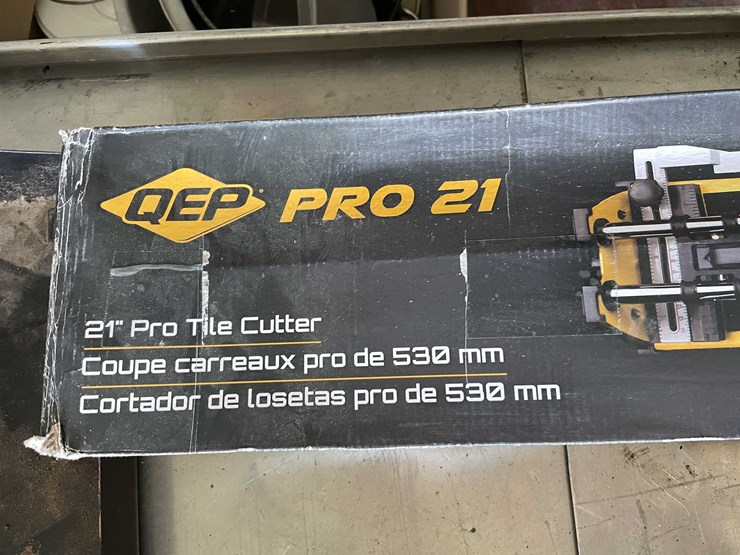 QEP PRO 21
21" Pro Tile Cutter
Coupe carreaux pro de 530 mm
Cortador de losetas pro de 530 mm